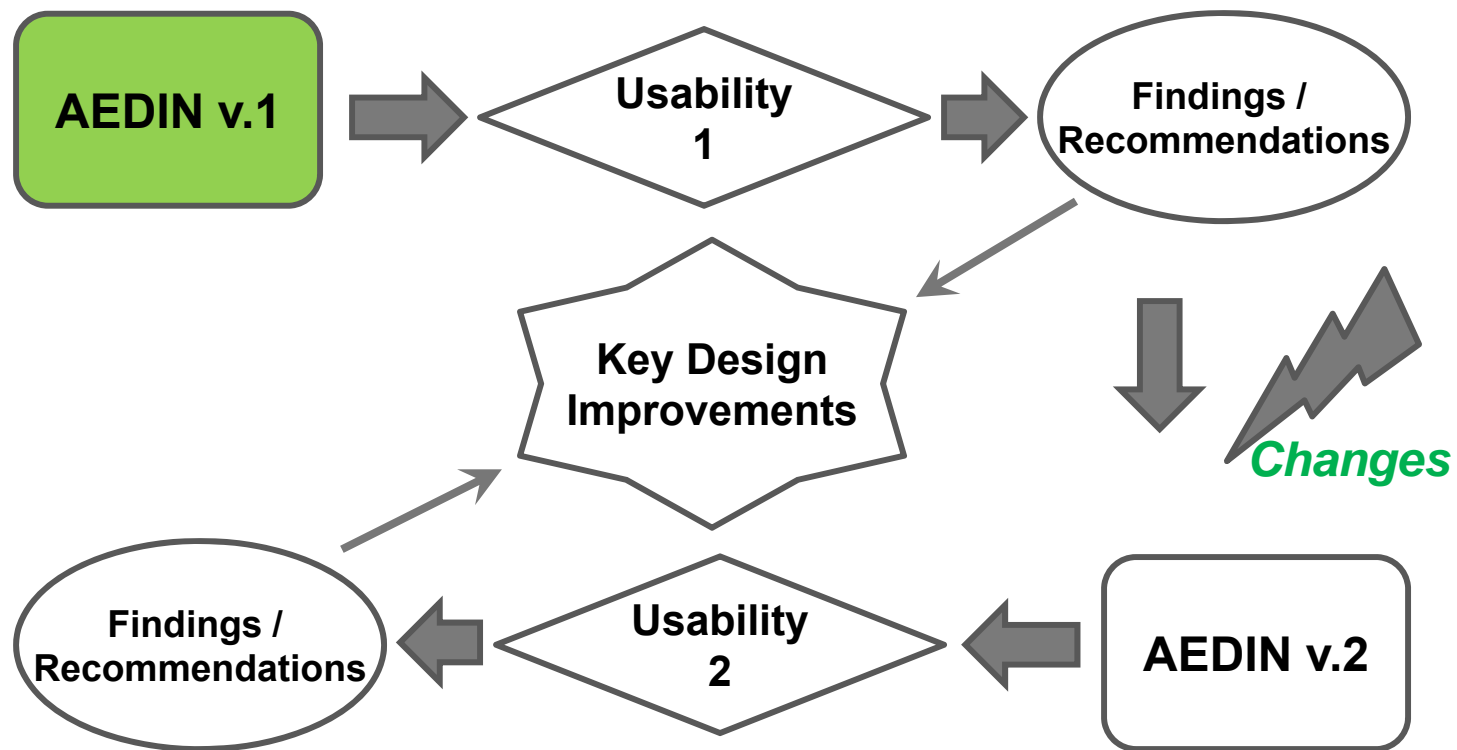 AEDIN v.1
Usability
1
Findings /
Recommendations
Key Design
Improvements
Changes
AEDIN v.2
Usability
2
Findings /
Recommendations